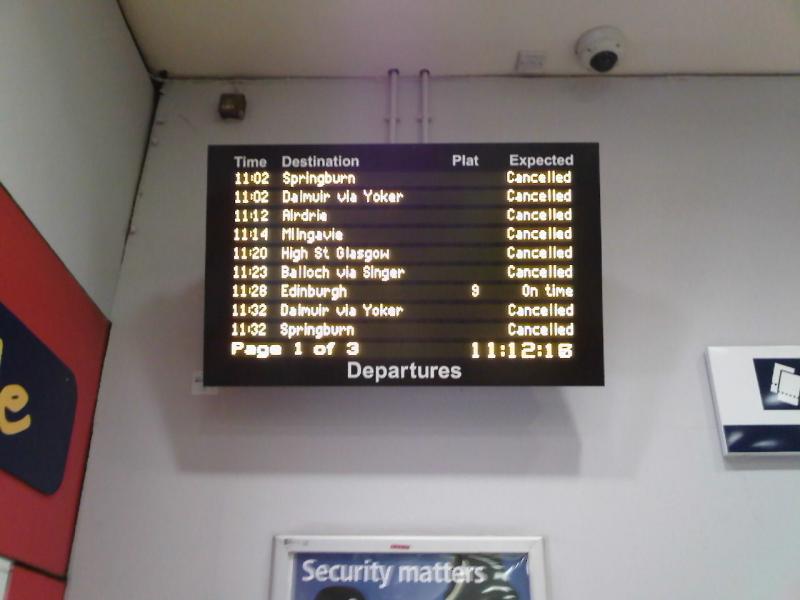 Time Destination Plat Expected
11:02 Springburn Cancelled
11:02 Dalmuir via Yoker Cancelled
11:12 Airdrie Cancelled
11:14 Milngavie Cancelled
11:20 High St Glasgow Cancelled
11:23 Balloch via Singer Cancelled
11:28 Edinburgh 9 On time
11:32 Dalmuir via Yoker Cancelled
11:32 Springburn Cancelled
Page 1 of 3 11:12:16
Departures
Security matters